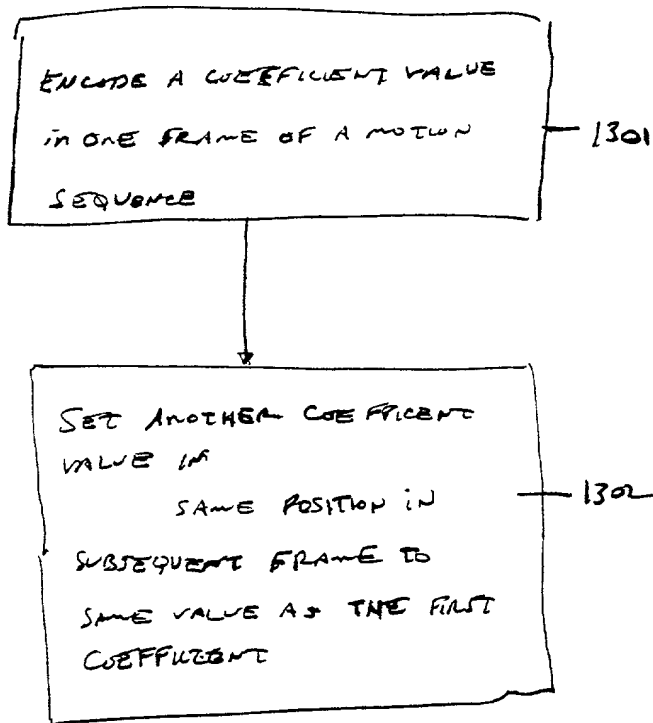 ENCODE A COEFFICIENT VALUE
in ONE FRAME OF A MOTION
SEQUENCE
1301
SET ANOTHER COEFFICENT
VALUE IN
SAME POSITION in
SUBSEQUENT FRAME TO
SAME VALUE AS THE FIRST
COEFFICIENT
1302